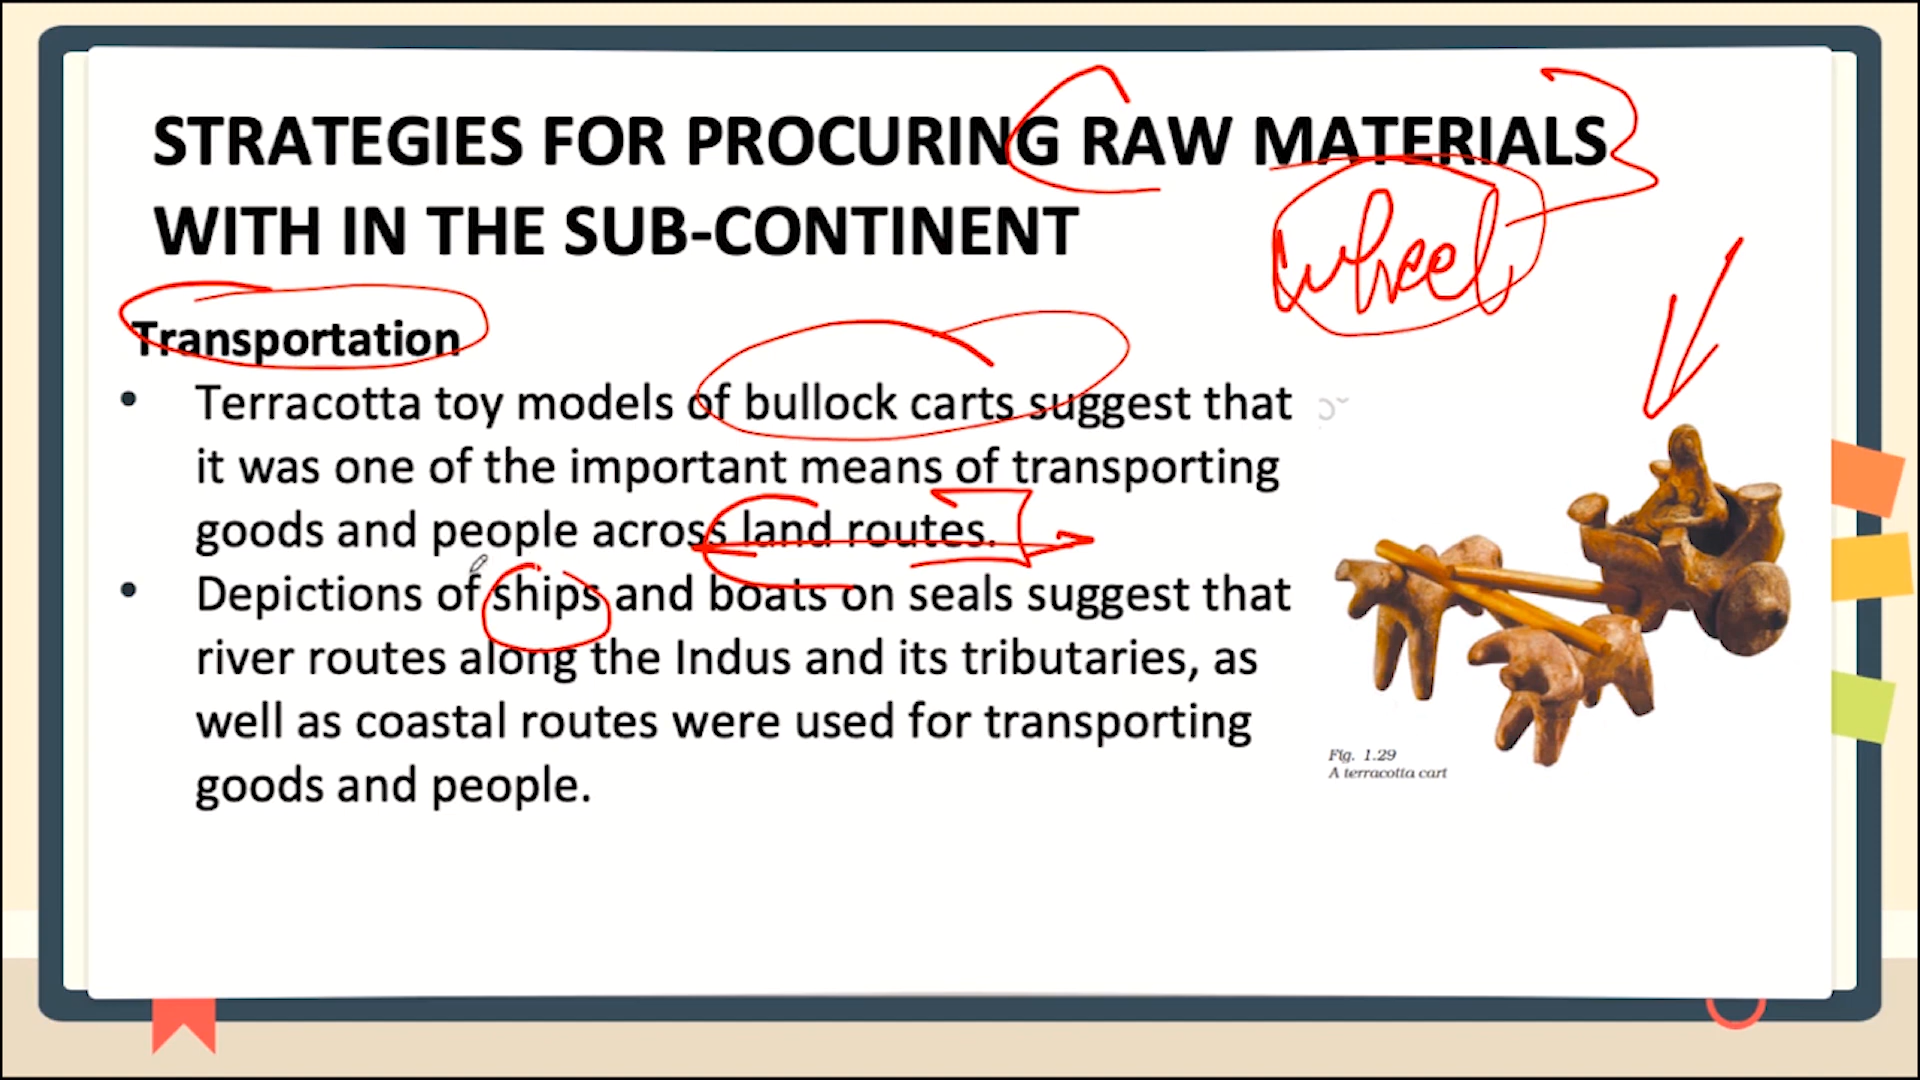 STRATEGIES FOR PROCURING RAW MATERIALS
WITH IN THE SUB-CONTINENT
wheel
Transportation
• Terracotta toy models of bullock carts suggest that
it was one of the important means of transporting
goods and people across land routes.
• Depictions of ships and boats on seals suggest that
river routes along the Indus and its tributaries, as
well as coastal routes were used for transporting
goods and people.
Fig. 1.29
A terracotta cart